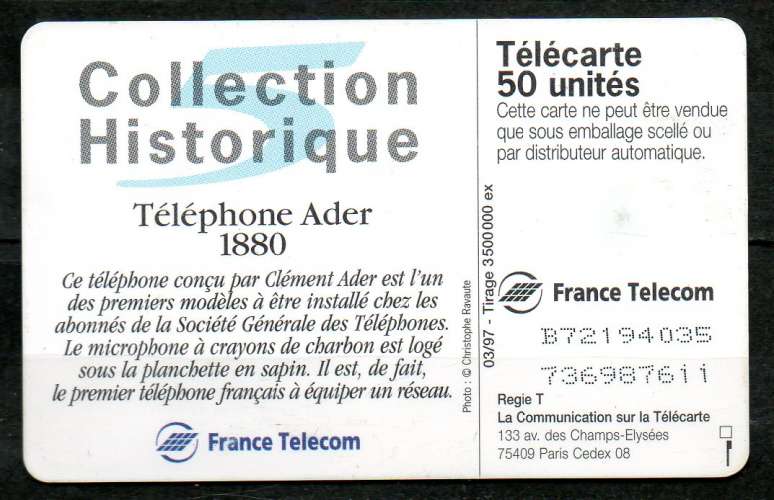 5
Collection
Historique
Téléphone Ader
1880
Ce téléphone conçu par Clément Ader est l'un
des premiers modèles à être installé chez les
abonnés de la Société Générale des Téléphones.
Le microphone à crayons de charbon est logé
sous la planchette en sapin. Il est, de fait,
le premier téléphone français à équiper un réseau.
France Telecom
Photo : © Christophe Ravaute
03/97 - Tirage 3 500 000 ex
Télécarte
50 unités
Cette carte ne peut être vendue
que sous emballage scellé ou
par distributeur automatique.
France Telecom
B72194035
736987611
Regie T
La Communication sur la Télécarte
133 av. des Champs-Elysées
75409 Paris Cedex 08